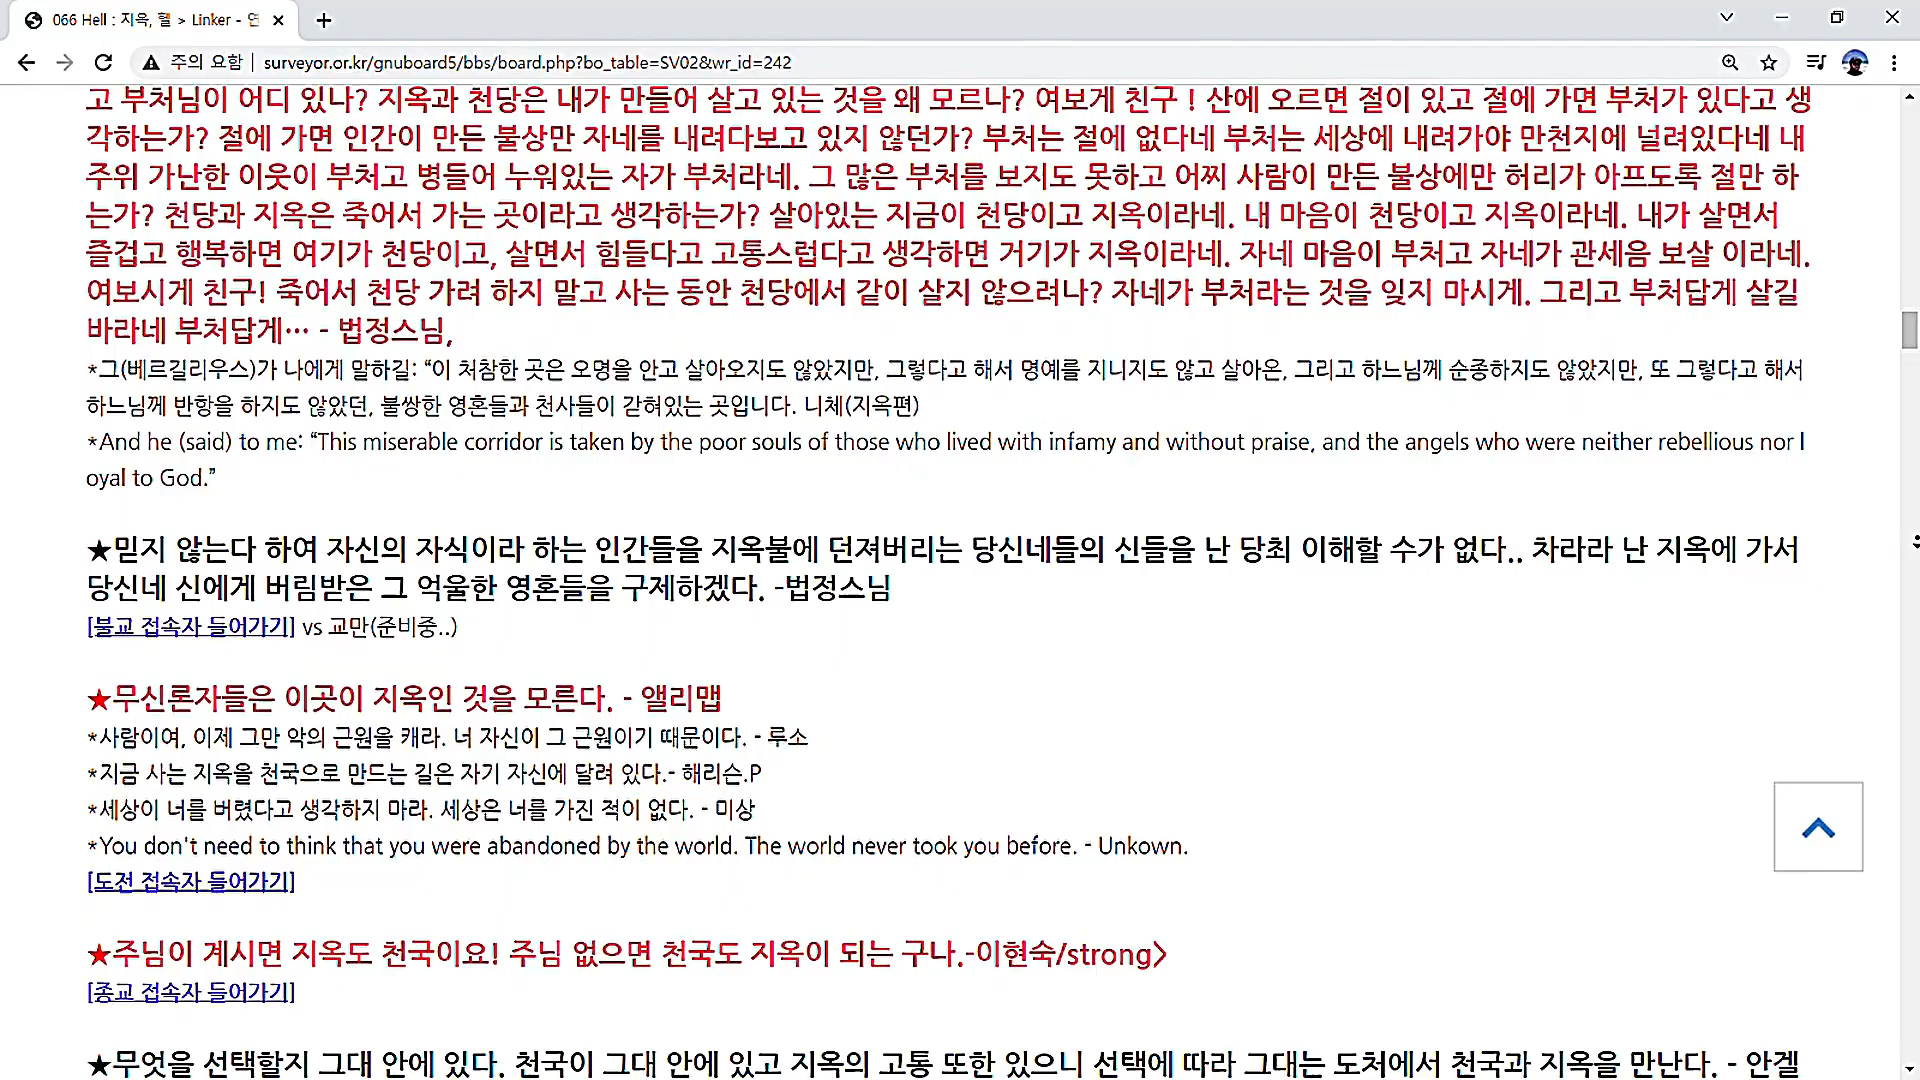 066 Hell : 지옥, 헬 > Linker - 연
주의 요함 | surveyor.or.kr/gnuboard5/bbs/board.php?bo_table=SV02&wr_id=242
고 부처님이 어디 있나? 지옥과 천당은 내가 만들어 살고 있는 것을 왜 모르나? 여보게 친구 ! 산에 오르면 절이 있고 절에 가면 부처가 있다고 생
각하는가? 절에 가면 인간이 만든 불상만 자네를 내려다보고 있지 않던가? 부처는 절에 없다네 부처는 세상에 내려가야 만천지에 널려있다네 내
주위 가난한 이웃이 부처고 병들어 누워있는 자가 부처라네. 그 많은 부처를 보지도 못하고 어찌 사람이 만든 불상에만 허리가 아프도록 절만 하
는가? 천당과 지옥은 죽어서 가는 곳이라고 생각하는가? 살아있는 지금이 천당이고 지옥이라네. 내 마음이 천당이고 지옥이라네. 내가 살면서
즐겁고 행복하면 여기가 천당이고, 살면서 힘들다고 고통스럽다고 생각하면 거기가 지옥이라네. 자네 마음이 부처고 자네가 관세음 보살 이라네.
여보시게 친구! 죽어서 천당 가려 하지 말고 사는 동안 천당에서 같이 살지 않으려나? 자네가 부처라는 것을 잊지 마시게. 그리고 부처답게 살길
바라네 부처답게… - 법정스님,
*그(베르길리우스)가 나에게 말하길: “이 처참한 곳은 오명을 안고 살아오지도 않았지만, 그렇다고 해서 명예를 지니지도 않고 살아온, 그리고 하느님께 순종하지도 않았지만, 또 그렇다고 해서
하느님께 반항을 하지도 않았던, 불쌍한 영혼들과 천사들이 갇혀있는 곳입니다. 니체(지옥편)
*And he (said) to me: “This miserable corridor is taken by the poor souls of those who lived with infamy and without praise, and the angels who were neither rebellious nor l
oyal to God.”
★믿지 않는다 하여 자신의 자식이라 하는 인간들을 지옥불에 던져버리는 당신네들의 신들을 난 당최 이해할 수가 없다.. 차라라 난 지옥에 가서
당신네 신에게 버림받은 그 억울한 영혼들을 구제하겠다. -법정스님
[불교 접속자 들어가기] vs 교만(준비중..)
★무신론자들은 이곳이 지옥인 것을 모른다. - 앨리맵
*사람이여, 이제 그만 악의 근원을 캐라. 너 자신이 그 근원이기 때문이다. - 루소
*지금 사는 지옥을 천국으로 만드는 길은 자기 자신에 달려 있다.- 해리슨.P
*세상이 너를 버렸다고 생각하지 마라. 세상은 너를 가진 적이 없다. - 미상
*You don't need to think that you were abandoned by the world. The world never took you before. - Unkown.
[도전 접속자 들어가기]
★주님이 계시면 지옥도 천국이요! 주님 없으면 천국도 지옥이 되는 구나.-이현숙/strong>
[종교 접속자 들어가기]
★무엇을 선택할지 그대 안에 있다. 천국이 그대 안에 있고 지옥의 고통 또한 있으니 선택에 따라 그대는 도처에서 천국과 지옥을 만난다. - 안겔